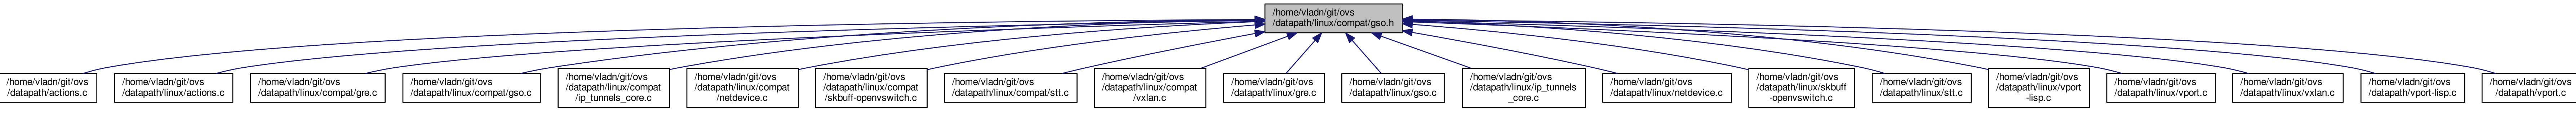 /home/vladn/git/ovs
/datapath/linux/compat/gso.h
/home/vladn/git/ovs
/datapath/actions.c
/home/vladn/git/ovs
/datapath/linux/actions.c
/home/vladn/git/ovs
/datapath/linux/compat/gre.c
/home/vladn/git/ovs
/datapath/linux/compat/gso.c
/home/vladn/git/ovs
/datapath/linux/compat
/ip_tunnels_core.c
/home/vladn/git/ovs
/datapath/linux/compat
/netdevice.c
/home/vladn/git/ovs
/datapath/linux/compat
/skbuff-openvswitch.c
/home/vladn/git/ovs
/datapath/linux/compat/stt.c
/home/vladn/git/ovs
/datapath/linux/compat
/vxlan.c
/home/vladn/git/ovs
/datapath/linux/gre.c
/home/vladn/git/ovs
/datapath/linux/gso.c
/home/vladn/git/ovs
/datapath/linux/ip_tunnels
_core.c
/home/vladn/git/ovs
/datapath/linux/netdevice.c
/home/vladn/git/ovs
/datapath/linux/skbuff
-openvswitch.c
/home/vladn/git/ovs
/datapath/linux/stt.c
/home/vladn/git/ovs
/datapath/linux/vport
-lisp.c
/home/vladn/git/ovs
/datapath/linux/vport.c
/home/vladn/git/ovs
/datapath/linux/vxlan.c
/home/vladn/git/ovs
/datapath/vport-lisp.c
/home/vladn/git/ovs
/datapath/vport.c